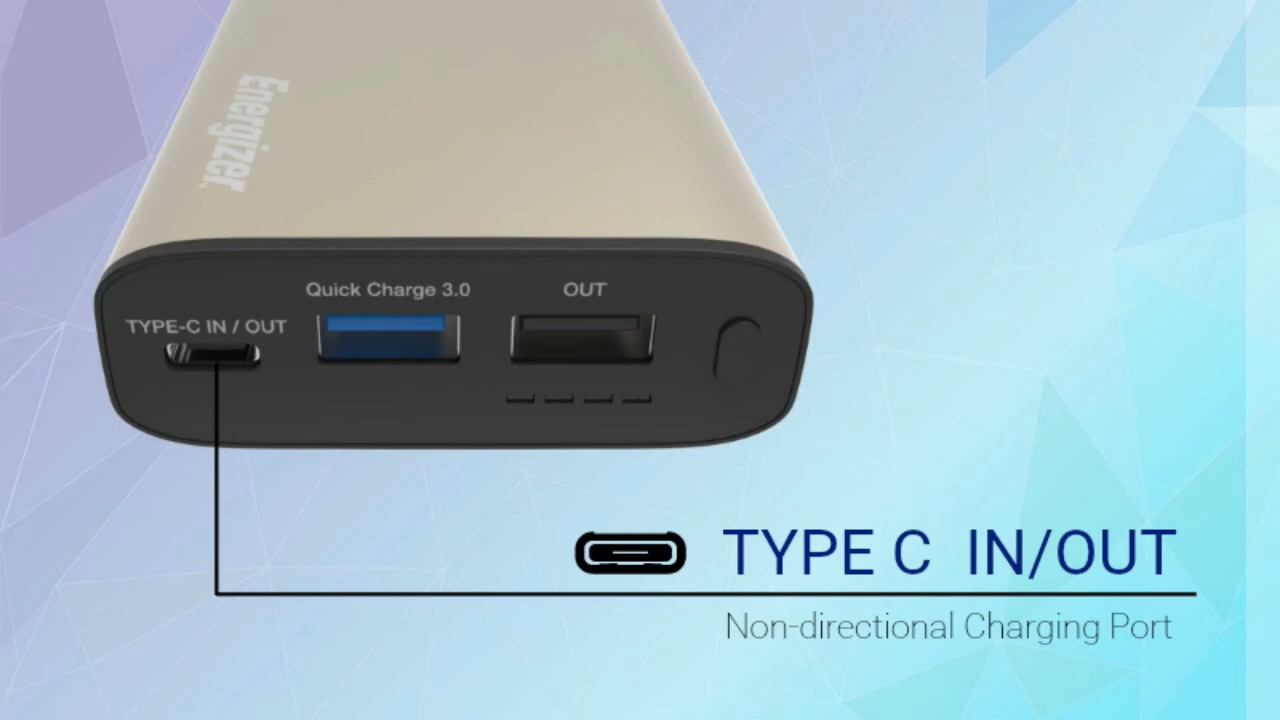 Energizer
Quick Charge 3.0
OUT
TYPE-C IN / OUT
TYPE C IN/OUT
Non-directional Charging Port